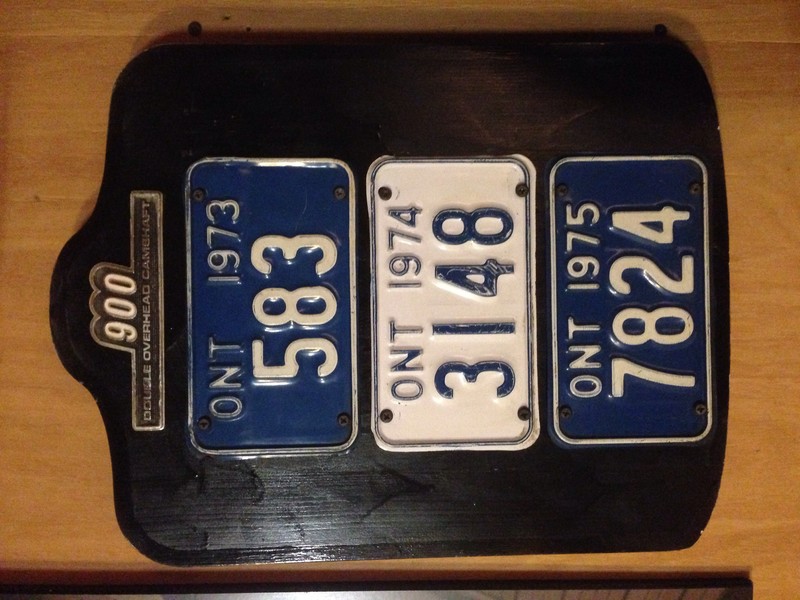 900
DOUBLE OVERHEAD CAMSHAFT
ONT 1973
583
ONT 1974
3148
ONT 1975
7824